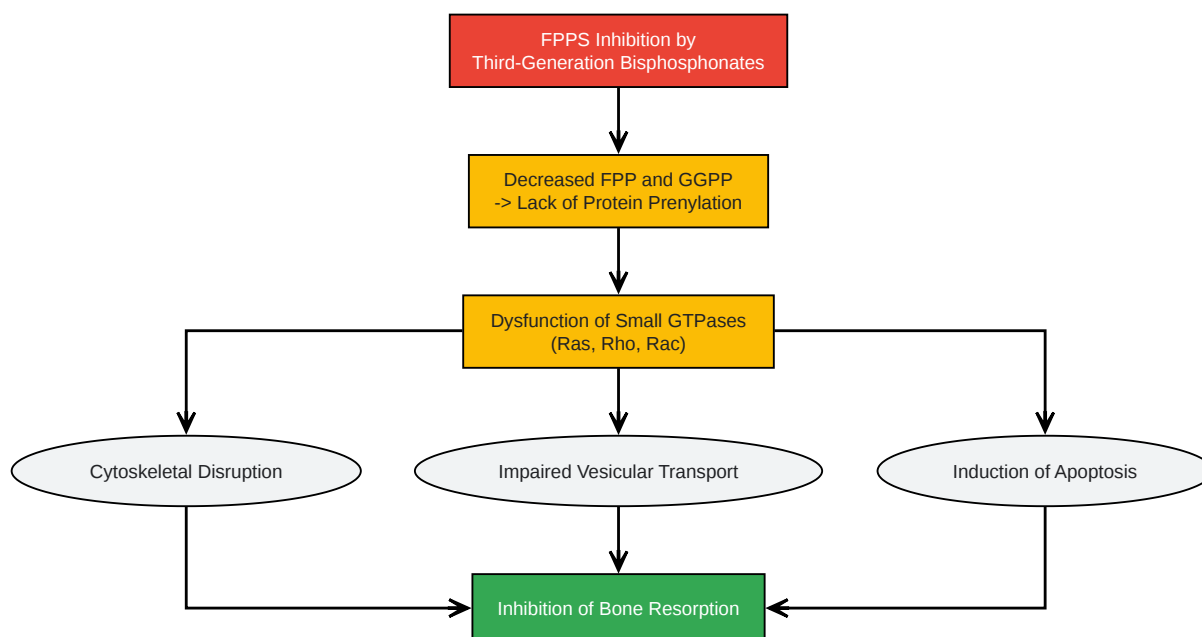 FPPS Inhibition by
Third-Generation Bisphosphonates
Decreased FPP and GGPP
-> Lack of Protein Prenylation
Dysfunction of Small GTPases
(Ras, Rho, Rac)
Cytoskeletal Disruption
Impaired Vesicular Transport
Induction of Apoptosis
Inhibition of Bone Resorption